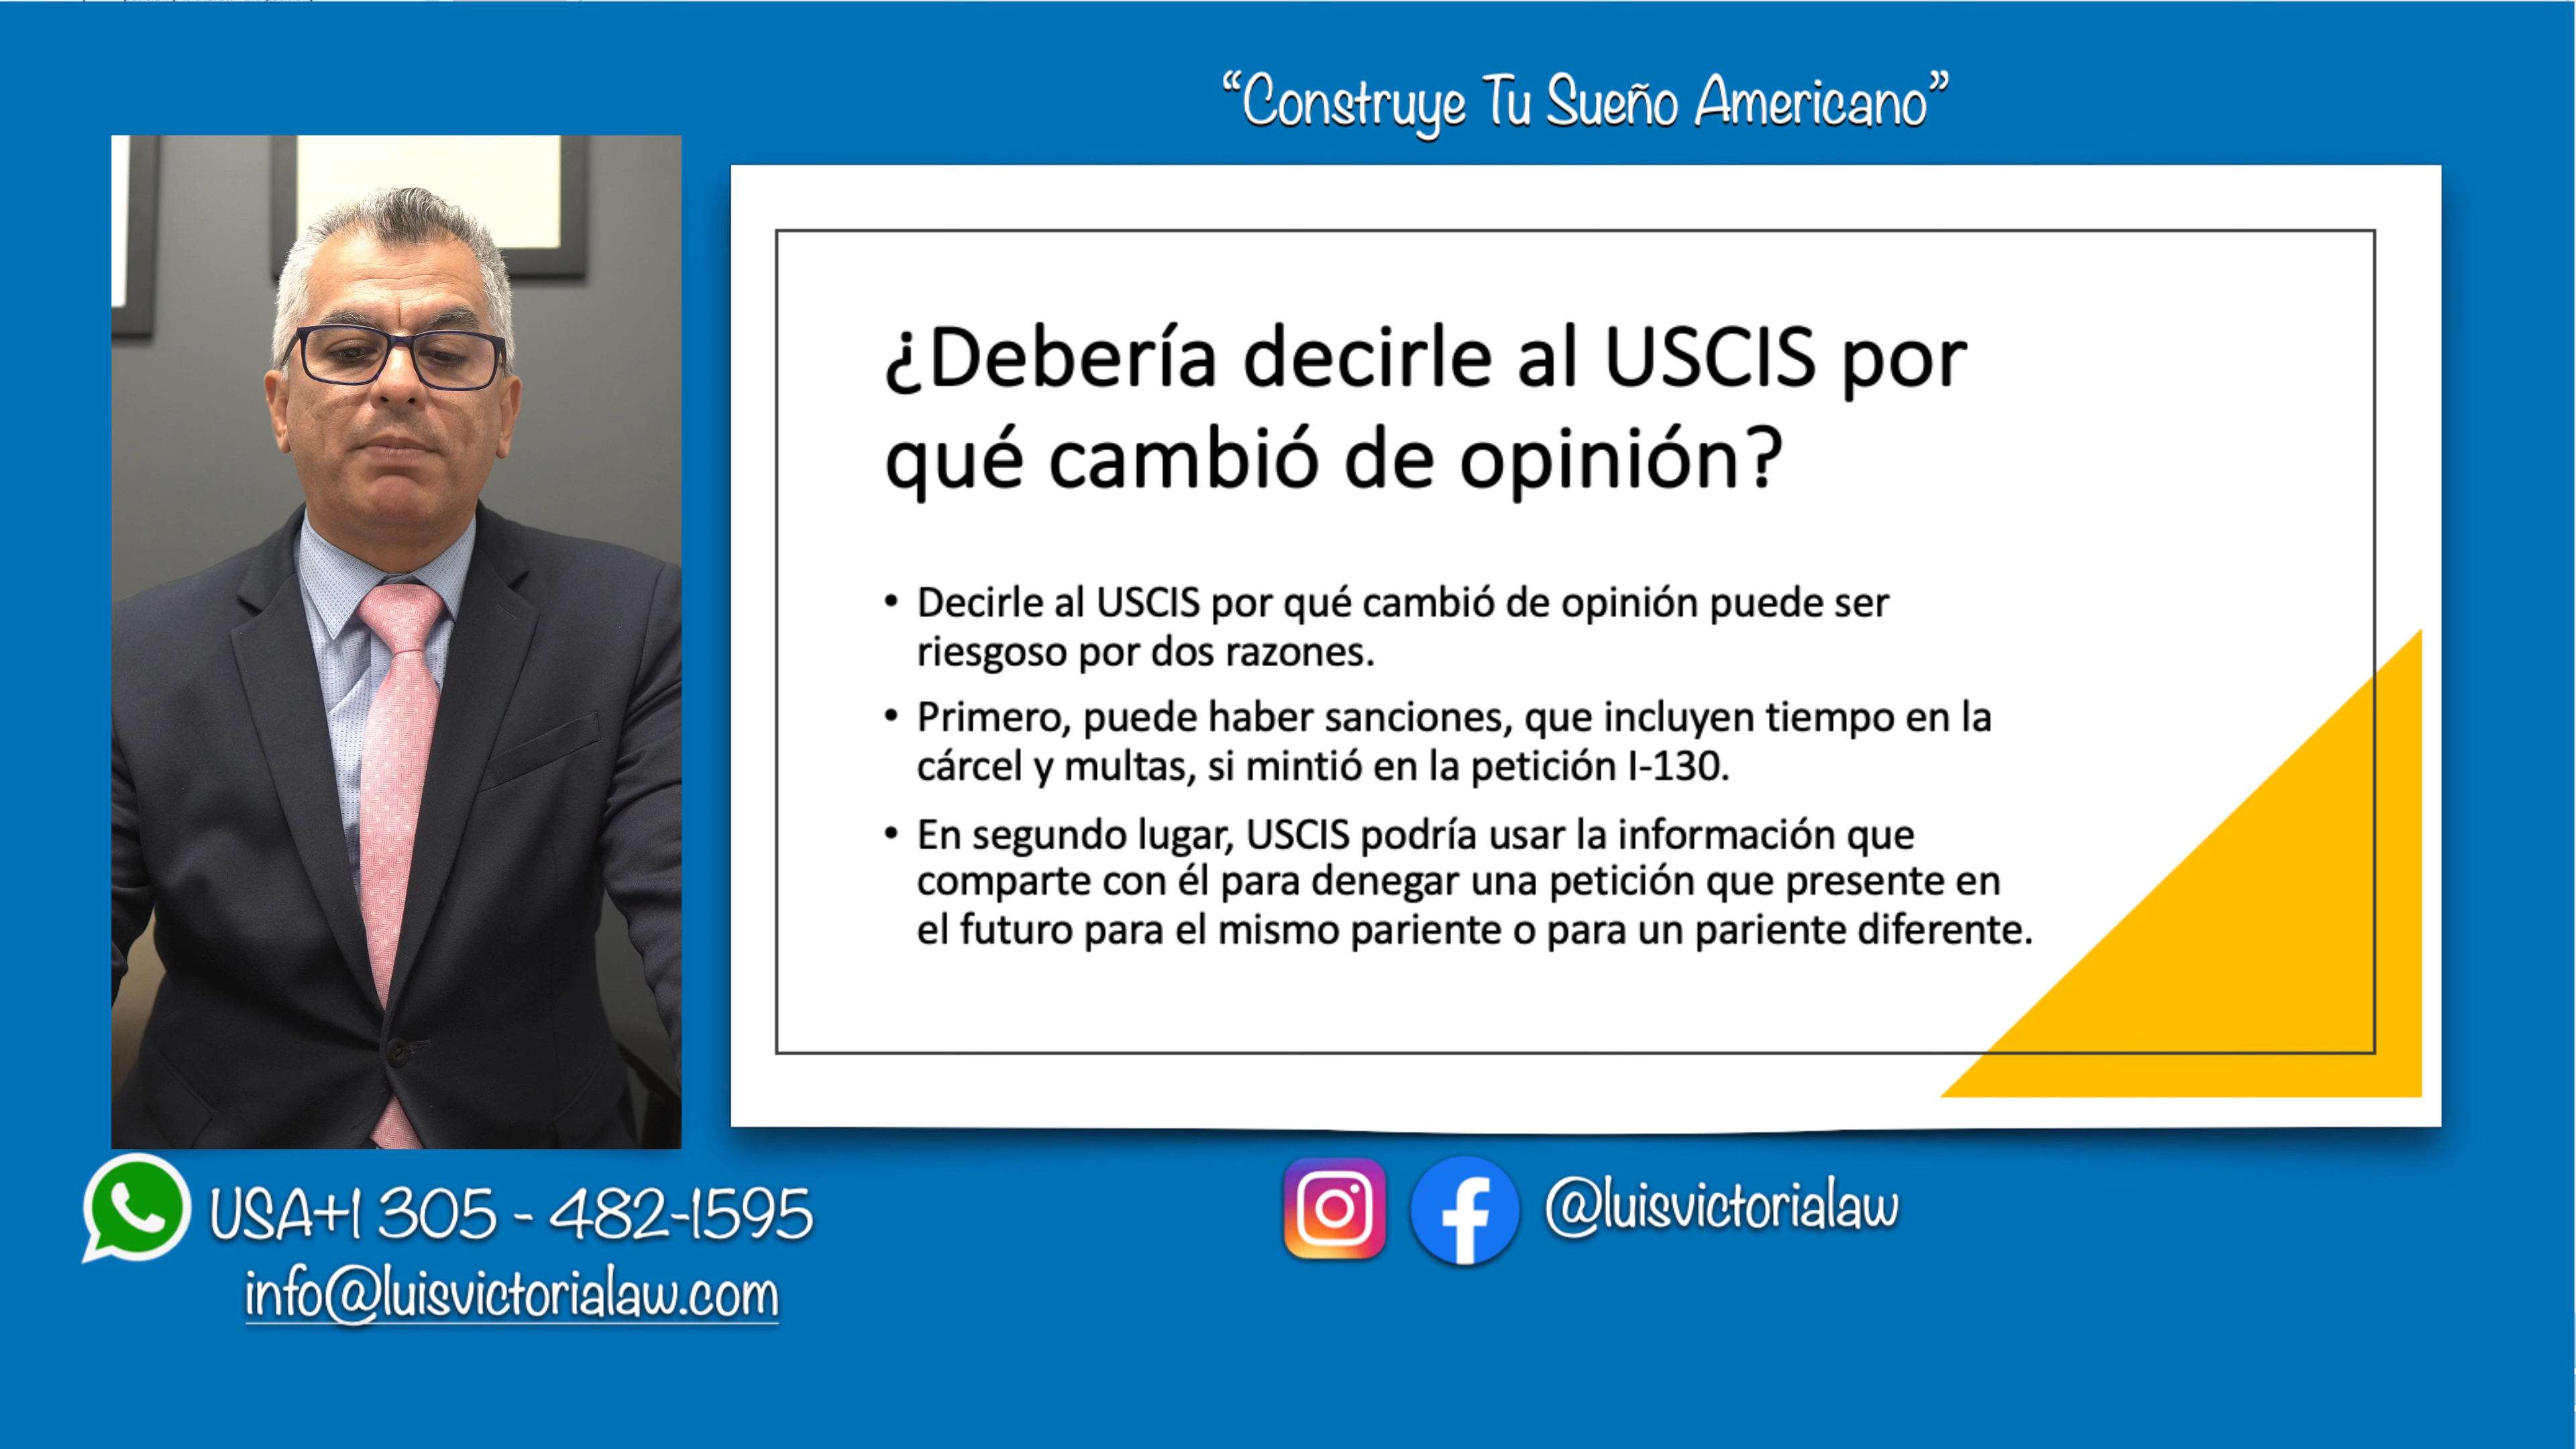 “Construye Tu Sueño Americano”
¿Debería decirle al USCIS por
qué cambió de opinión?
• Decirle al USCIS por qué cambió de opinión puede ser
riesgoso por dos razones.
• Primero, puede haber sanciones, que incluyen tiempo en la
cárcel y multas, si mintió en la petición I-130.
• En segundo lugar, USCIS podría usar la información que
comparte con él para denegar una petición que presente en
el futuro para el mismo pariente o para un pariente diferente.
USA+1 305 - 482-1595
info@luisvictorialaw.com
@luisvictorialaw